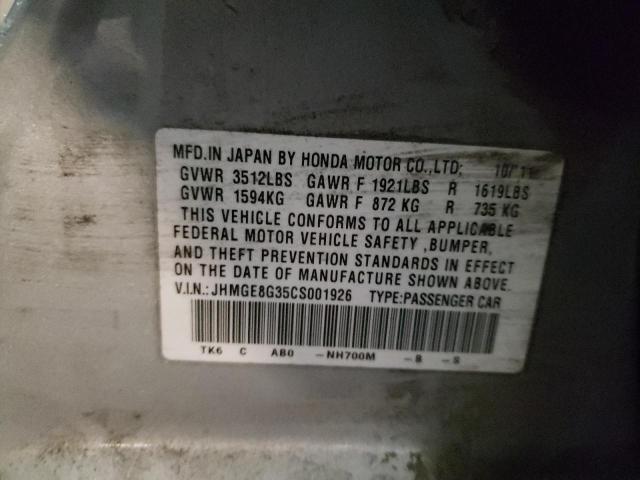 MFD.IN JAPAN BY HONDA MOTOR CO.,LTD; 10/11
GVWR 3512LBS GAWR F 1921LBS R 1619LBS
GVWR 1594KG GAWR F 872 KG R 735 KG
THIS VEHICLE CONFORMS TO ALL APPLICABLE
FEDERAL MOTOR VEHICLE SAFETY ,BUMPER,
AND THEFT PREVENTION STANDARDS IN EFFECT
ON THE DATE OF MANUFACTURE SHOWN ABOVE.
V.I.N.: JHMGE8G35CS001926 TYPE:PASSENGER CAR
TK6 C AB0 -NH700M -B -S